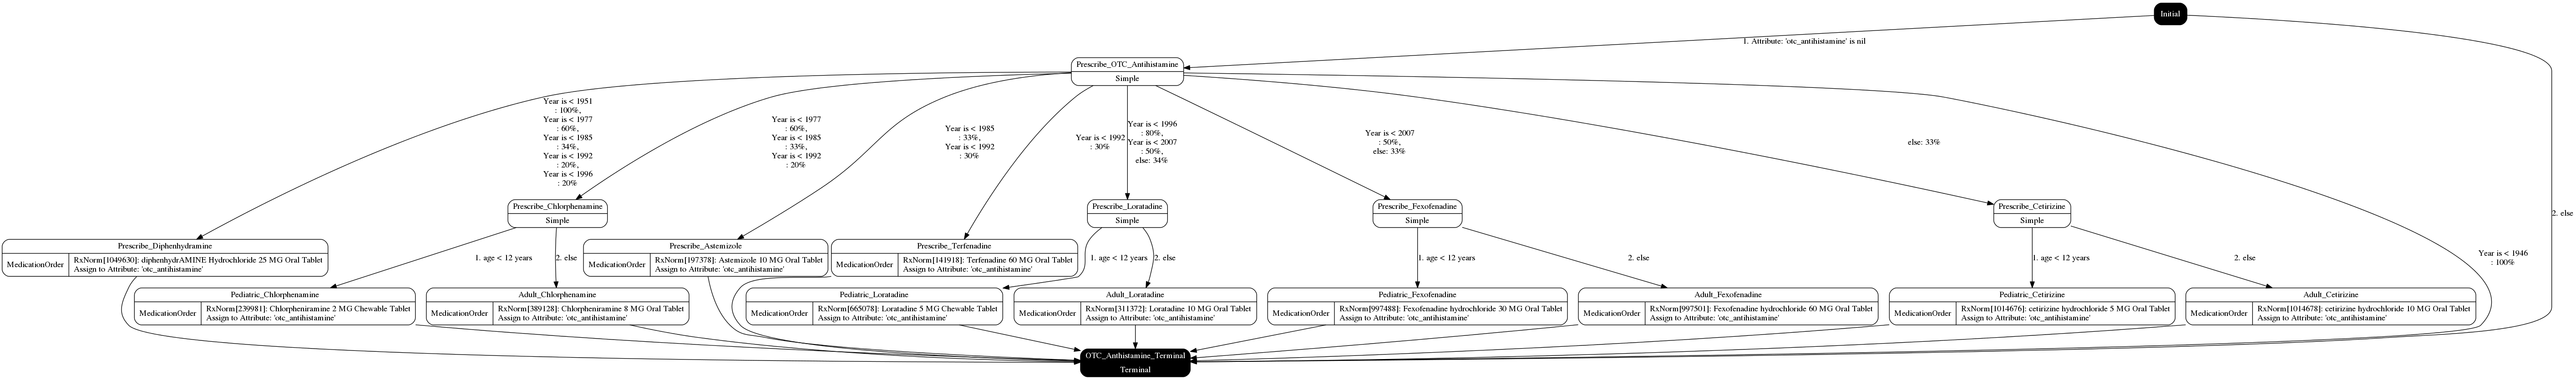 Initial
1. Attribute: 'otc_antihistamine' is nil
Prescribe_OTC_Antihistamine
Simple
Year is < 1951
: 100%,
Year is < 1977
: 60%,
Year is < 1985
: 34%,
Year is < 1992
: 20%,
Year is < 1996
: 20%
Year is < 1977
: 60%,
Year is < 1985
: 33%,
Year is < 1992
: 20%
Year is < 1985
: 33%,
Year is < 1992
: 30%
Year is < 1992
: 30%
Year is < 1996
: 80%,
Year is < 2007
: 50%,
else: 34%
Year is < 2007
: 50%,
else: 33%
else: 33%
2. else
Prescribe_Chlorphenamine
Simple
Prescribe_Loratadine
Simple
Prescribe_Fexofenadine
Simple
Prescribe_Cetirizine
Simple
Prescribe_Diphenhydramine
MedicationOrder
RxNorm[1049630]: diphenhydrAMINE Hydrochloride 25 MG Oral Tablet
Assign to Attribute: 'otc_antihistamine'
1. age < 12 years
2. else
Prescribe_Astemizole
MedicationOrder
RxNorm[197378]: Astemizole 10 MG Oral Tablet
Assign to Attribute: 'otc_antihistamine'
Prescribe_Terfenadine
MedicationOrder
RxNorm[141918]: Terfenadine 60 MG Oral Tablet
Assign to Attribute: 'otc_antihistamine'
1. age < 12 years
2. else
1. age < 12 years
2. else
1. age < 12 years
2. else
Year is < 1946
: 100%
Pediatric_Chlorphenamine
MedicationOrder
RxNorm[239981]: Chlorpheniramine 2 MG Chewable Tablet
Assign to Attribute: 'otc_antihistamine'
Adult_Chlorphenamine
MedicationOrder
RxNorm[389128]: Chlorpheniramine 8 MG Oral Tablet
Assign to Attribute: 'otc_antihistamine'
Pediatric_Loratadine
MedicationOrder
RxNorm[665078]: Loratadine 5 MG Chewable Tablet
Assign to Attribute: 'otc_antihistamine'
Adult_Loratadine
MedicationOrder
RxNorm[311372]: Loratadine 10 MG Oral Tablet
Assign to Attribute: 'otc_antihistamine'
Pediatric_Fexofenadine
MedicationOrder
RxNorm[997488]: Fexofenadine hydrochloride 30 MG Oral Tablet
Assign to Attribute: 'otc_antihistamine'
Adult_Fexofenadine
MedicationOrder
RxNorm[997501]: Fexofenadine hydrochloride 60 MG Oral Tablet
Assign to Attribute: 'otc_antihistamine'
Pediatric_Cetirizine
MedicationOrder
RxNorm[1014676]: cetirizine hydrochloride 5 MG Oral Tablet
Assign to Attribute: 'otc_antihistamine'
Adult_Cetirizine
MedicationOrder
RxNorm[1014678]: cetirizine hydrochloride 10 MG Oral Tablet
Assign to Attribute: 'otc_antihistamine'
OTC_Anthistamine_Terminal
Terminal